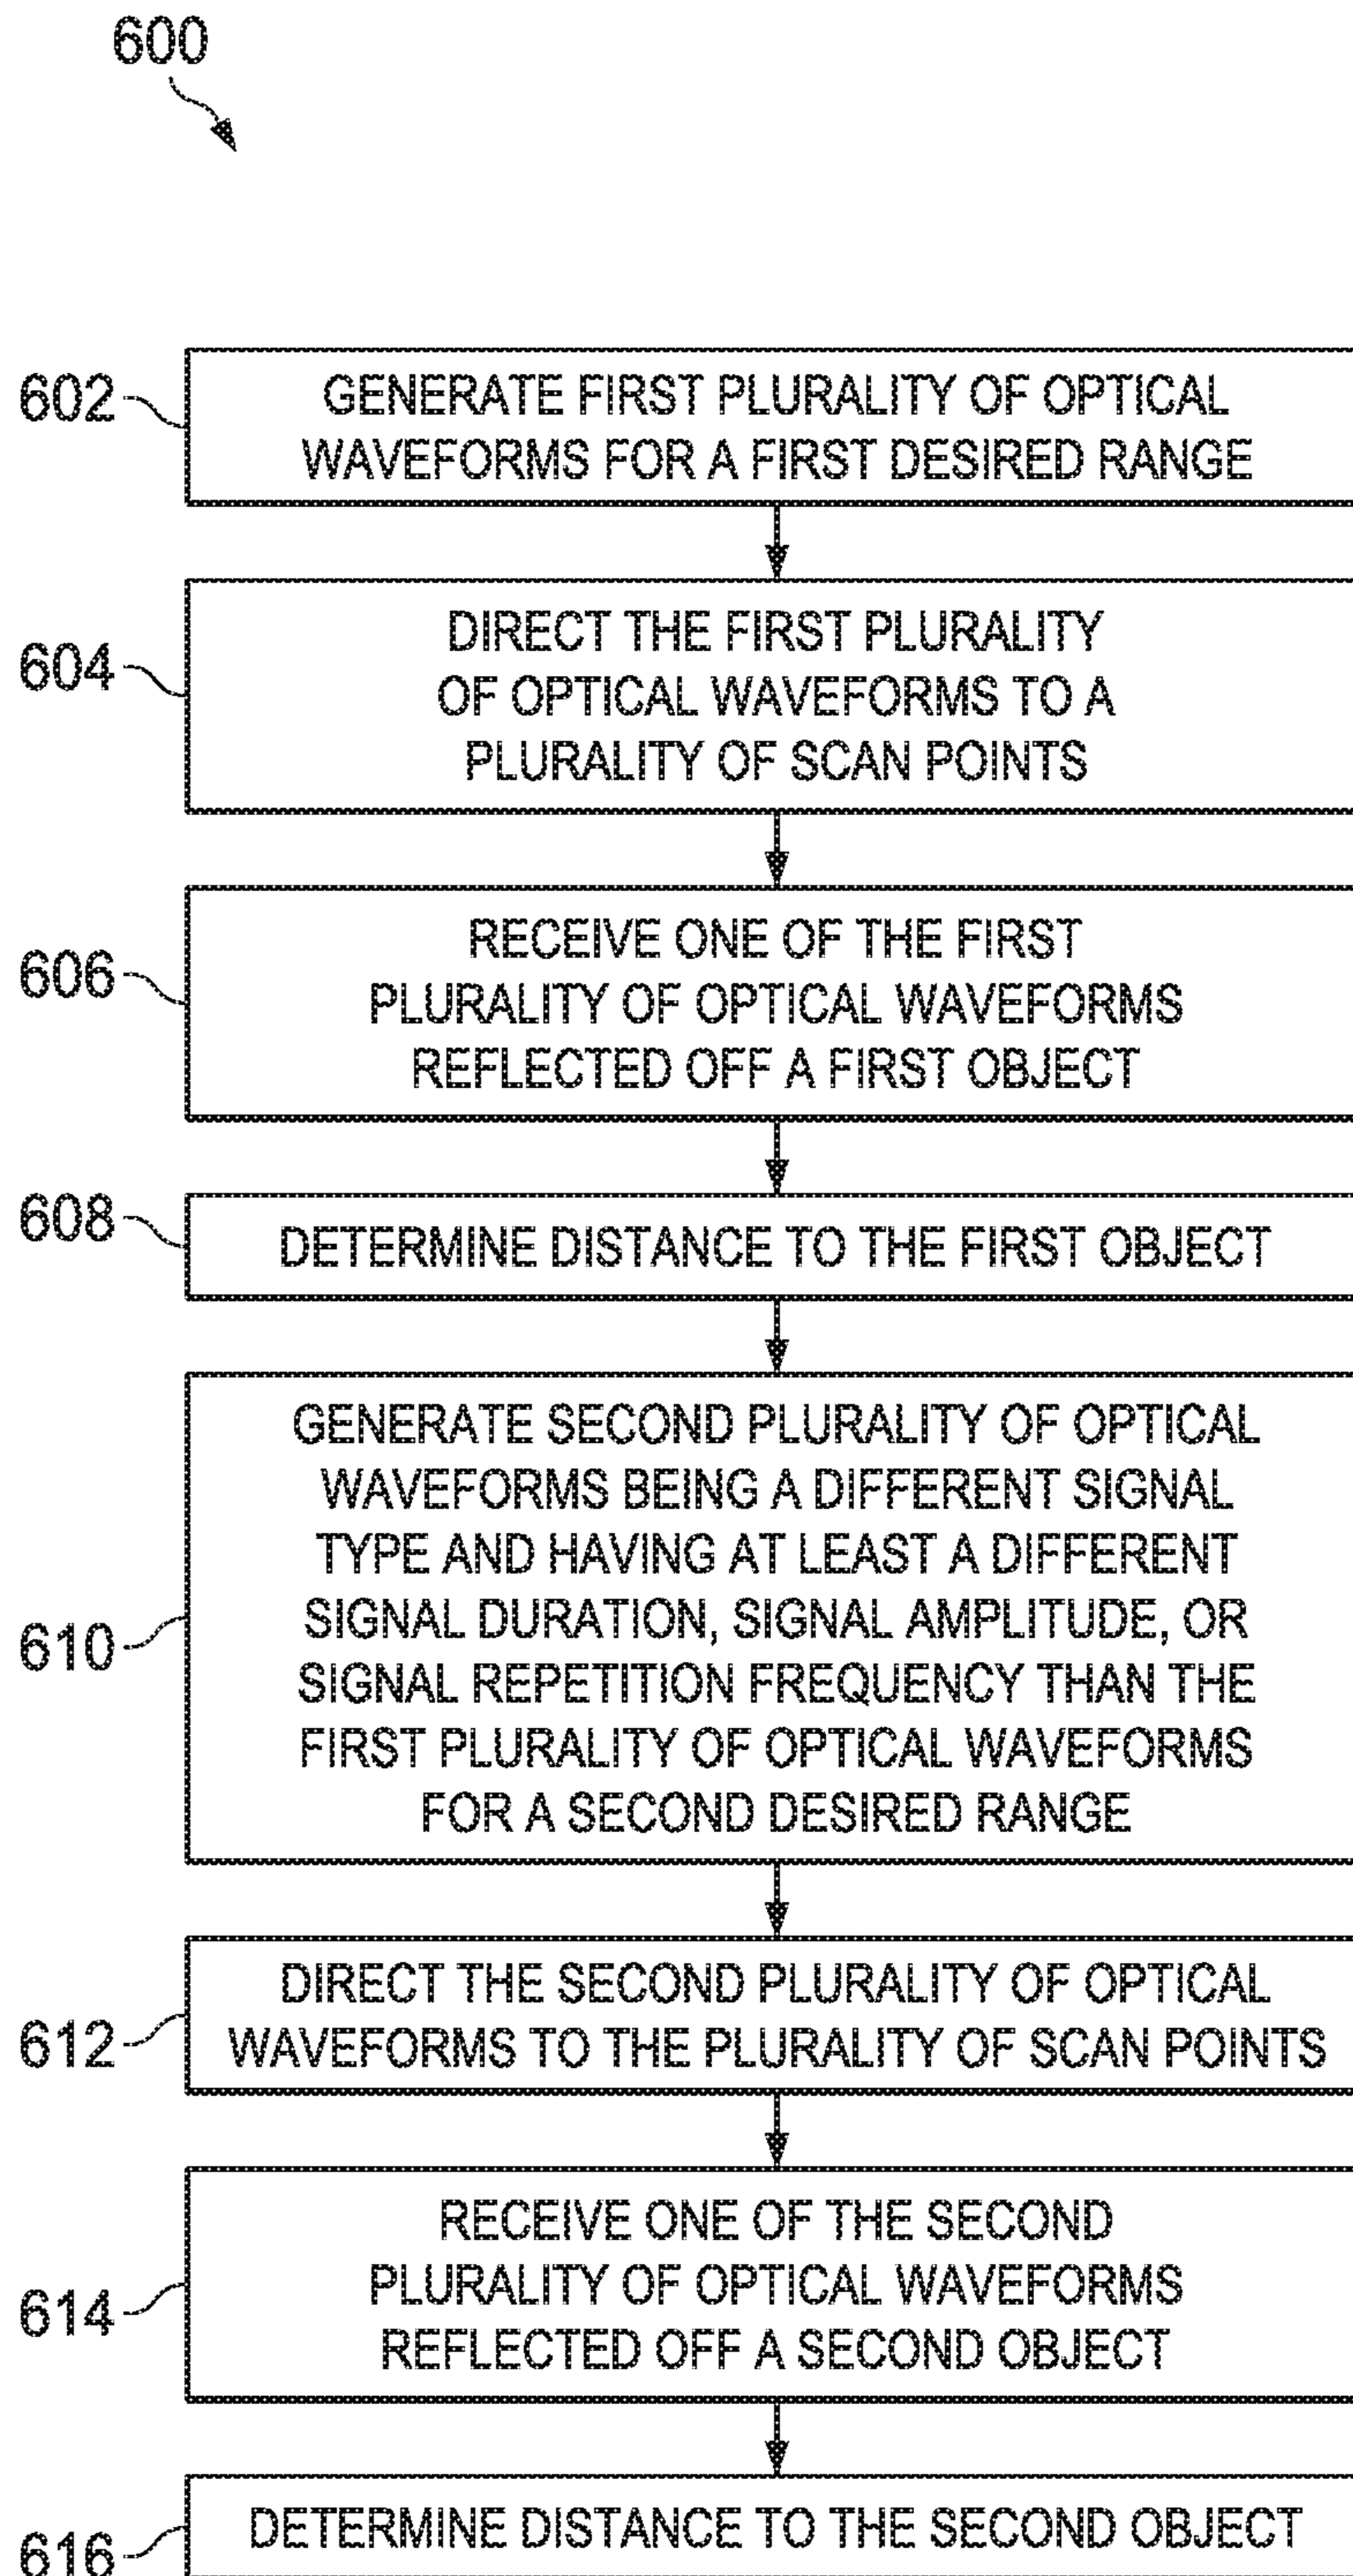 600
602
GENERATE FIRST PLURALITY OF OPTICAL
WAVEFORMS FOR A FIRST DESIRED RANGE
604
DIRECT THE FIRST PLURALITY
OF OPTICAL WAVEFORMS TO A
PLURALITY OF SCAN POINTS
606
RECEIVE ONE OF THE FIRST
PLURALITY OF OPTICAL WAVEFORMS
REFLECTED OFF A FIRST OBJECT
608
DETERMINE DISTANCE TO THE FIRST OBJECT
610
GENERATE SECOND PLURALITY OF OPTICAL
WAVEFORMS BEING A DIFFERENT SIGNAL
TYPE AND HAVING AT LEAST A DIFFERENT
SIGNAL DURATION, SIGNAL AMPLITUDE, OR
SIGNAL REPETITION FREQUENCY THAN THE
FIRST PLURALITY OF OPTICAL WAVEFORMS
FOR A SECOND DESIRED RANGE
612
DIRECT THE SECOND PLURALITY OF OPTICAL
WAVEFORMS TO THE PLURALITY OF SCAN POINTS
614
RECEIVE ONE OF THE SECOND
PLURALITY OF OPTICAL WAVEFORMS
REFLECTED OFF A SECOND OBJECT
616
DETERMINE DISTANCE TO THE SECOND OBJECT